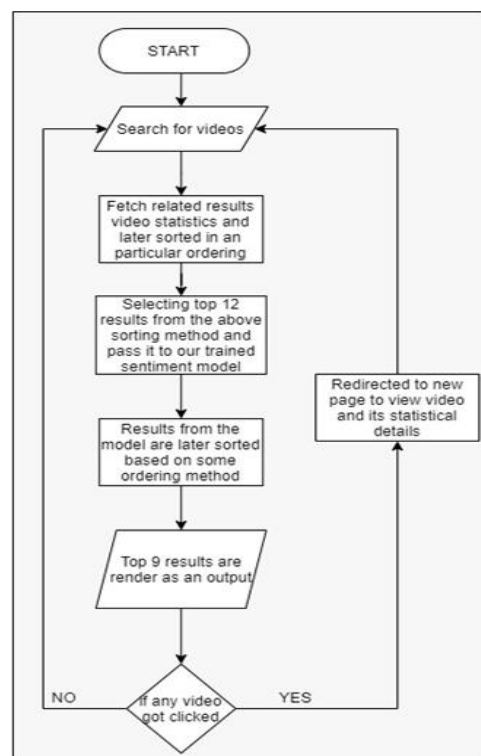 START
Search for videos
Fetch related results
video statistics and
later sorted in an
particular ordering
Selecting top 12
results from the above
sorting method and
pass it to our trained
sentiment model
Redirected to new
page to view video
and its statistical
details
Results from the
model are later sorted
based on some
ordering method
Top 9 results are
render as an output
If any video
got clicked
NO
YES